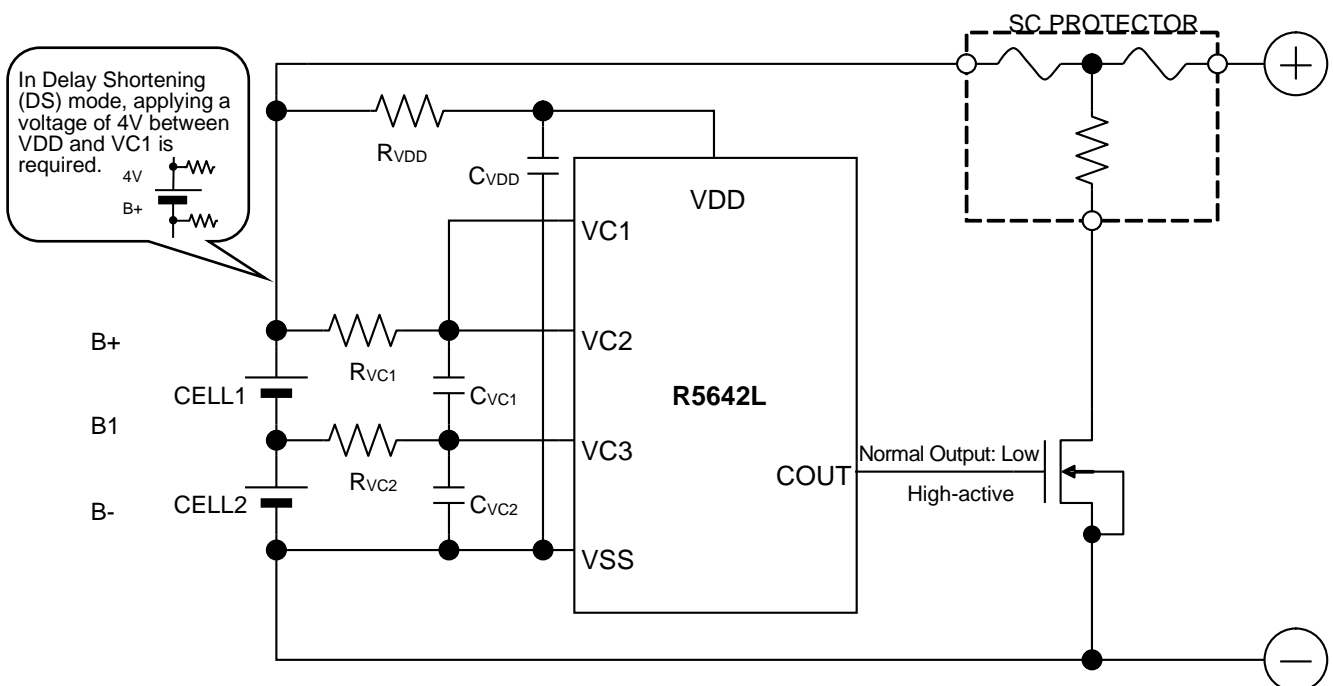 SC PROTECTOR
In Delay Shortening
(DS) mode, applying a
voltage of 4V between
VDD and VC1 is
required.
4V
B+
RVDD
CVDD
VDD
VC1
B+
VC2
RVC1
CELL1
CVC1
R5642L
B1
VC3
Normal Output: Low
COUT
RVC2
High-active
B-
CELL2
CVC2
VSS